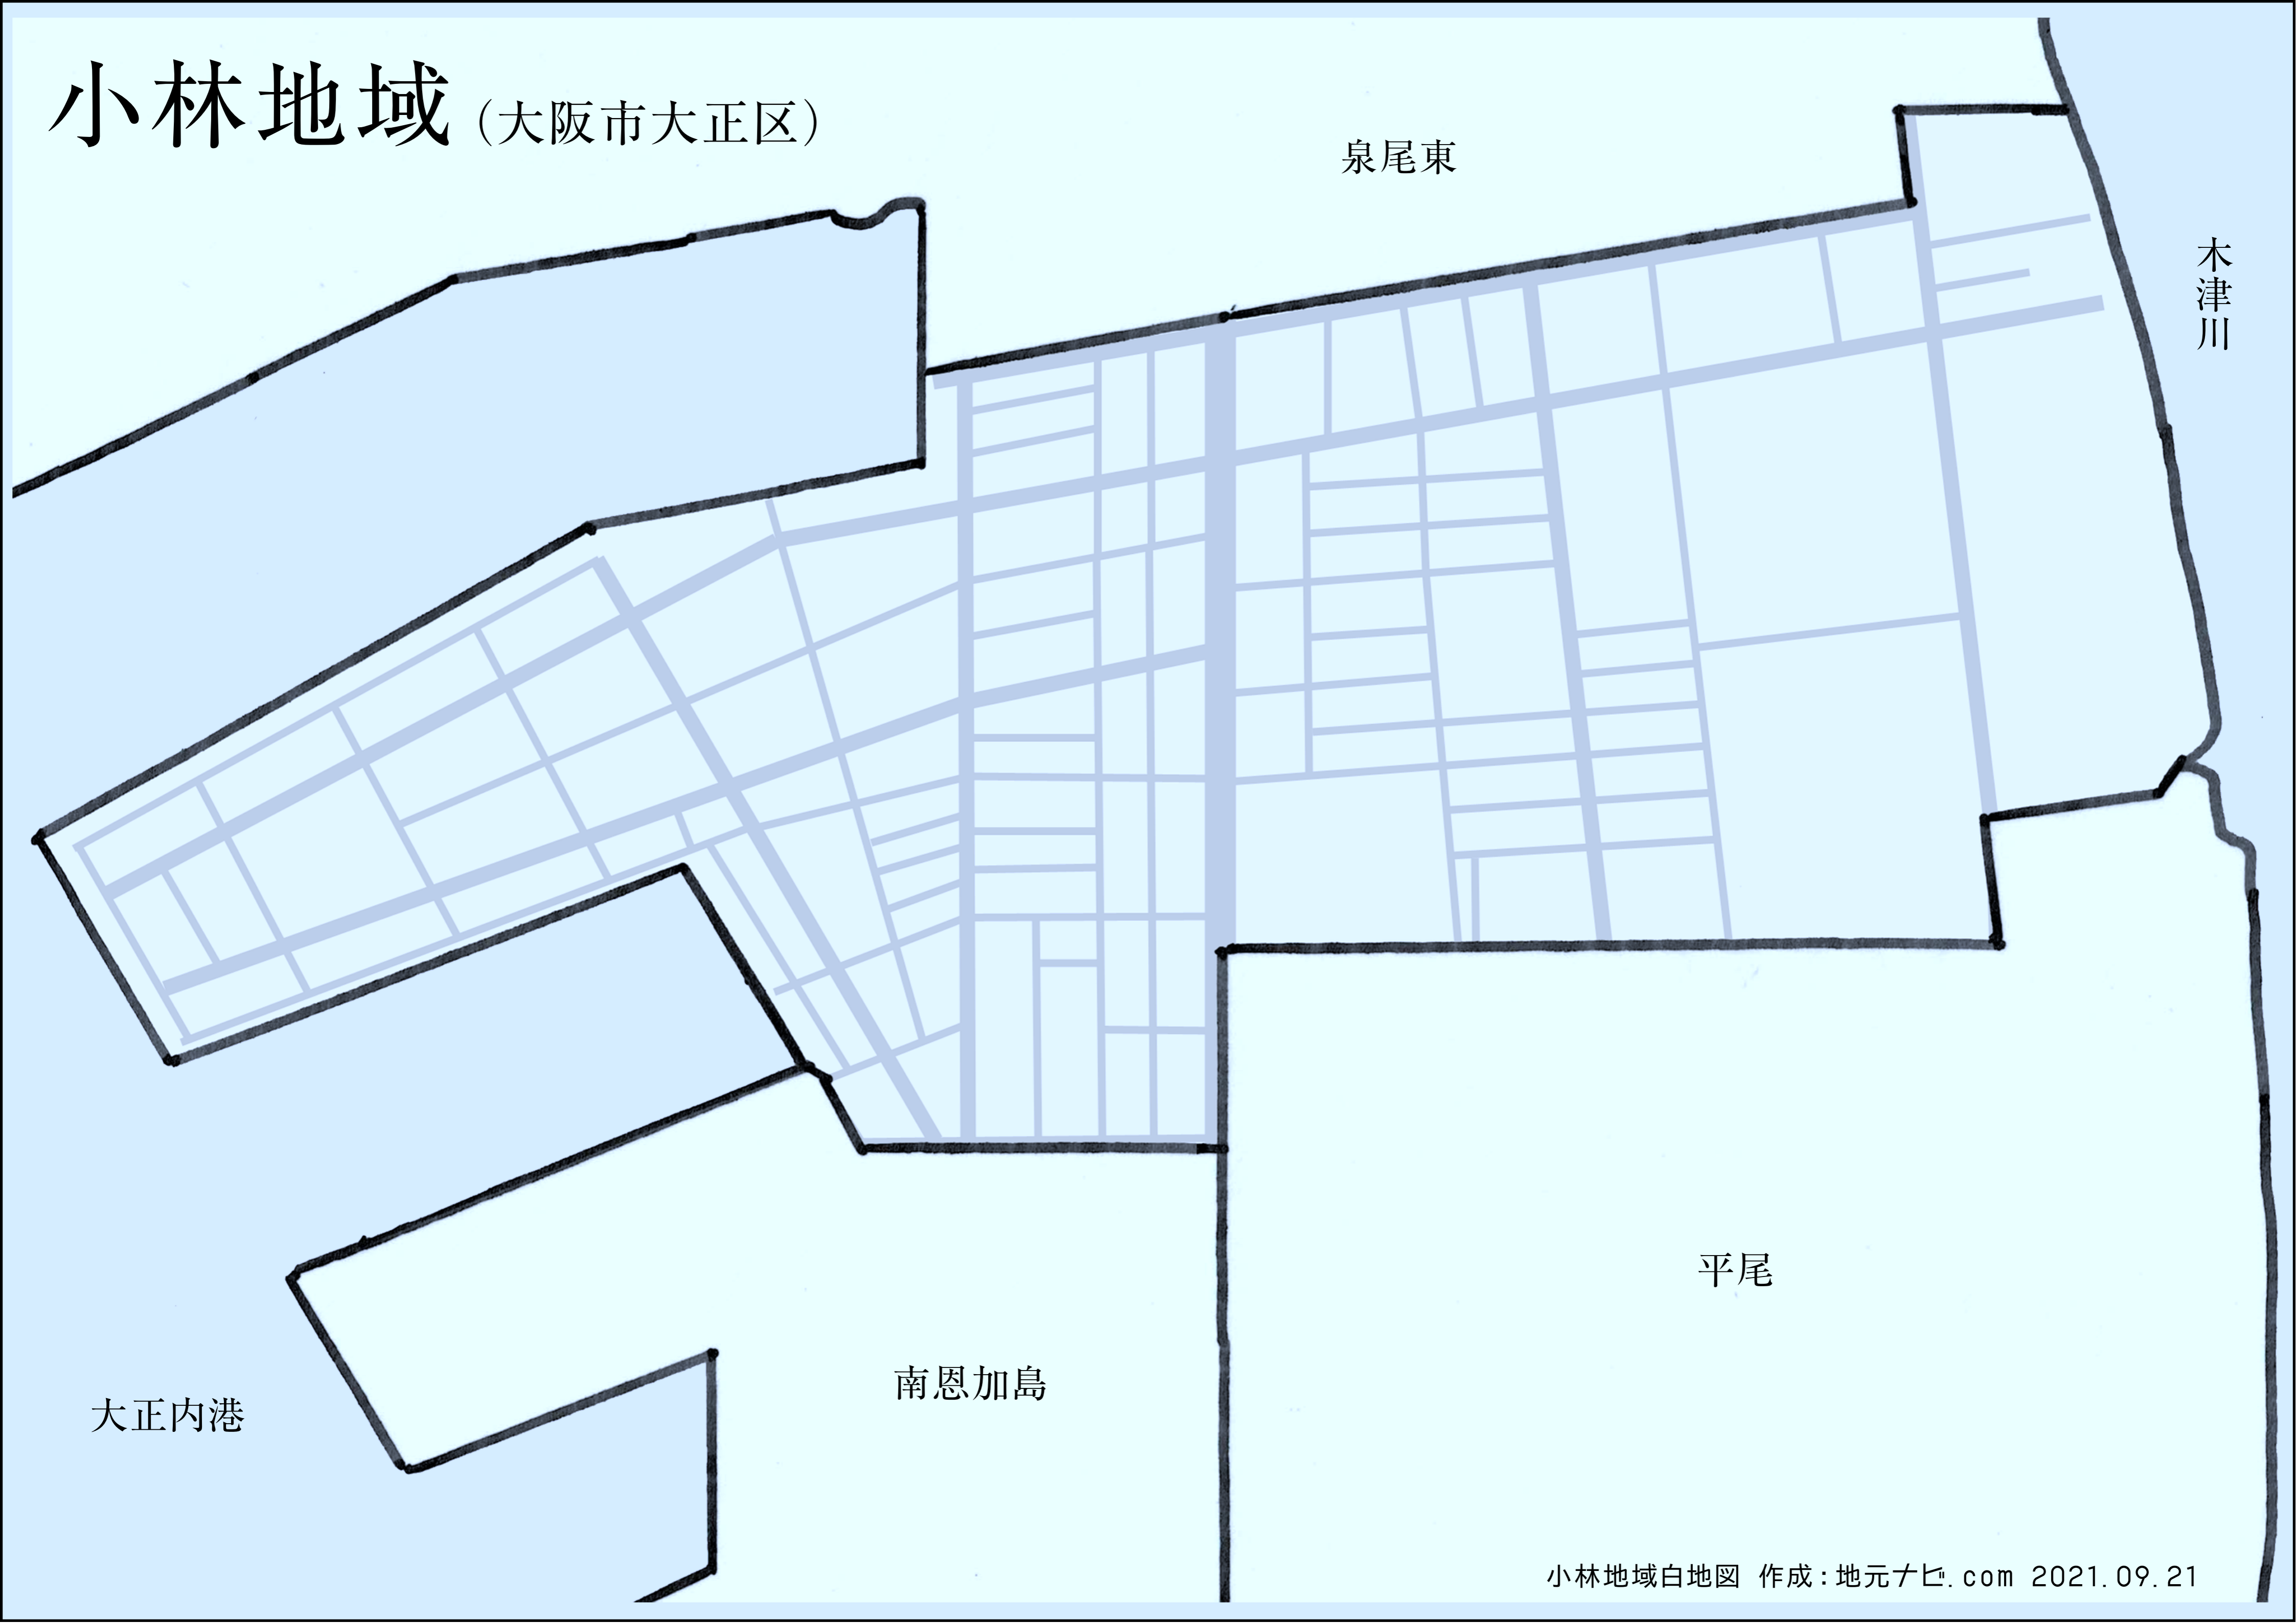 小林地域(大阪市大正区)
泉尾東
木津川
平尾
南恩加島
大正内港
小林地域白地図 作成:地元ナビ.com 2021.09.21